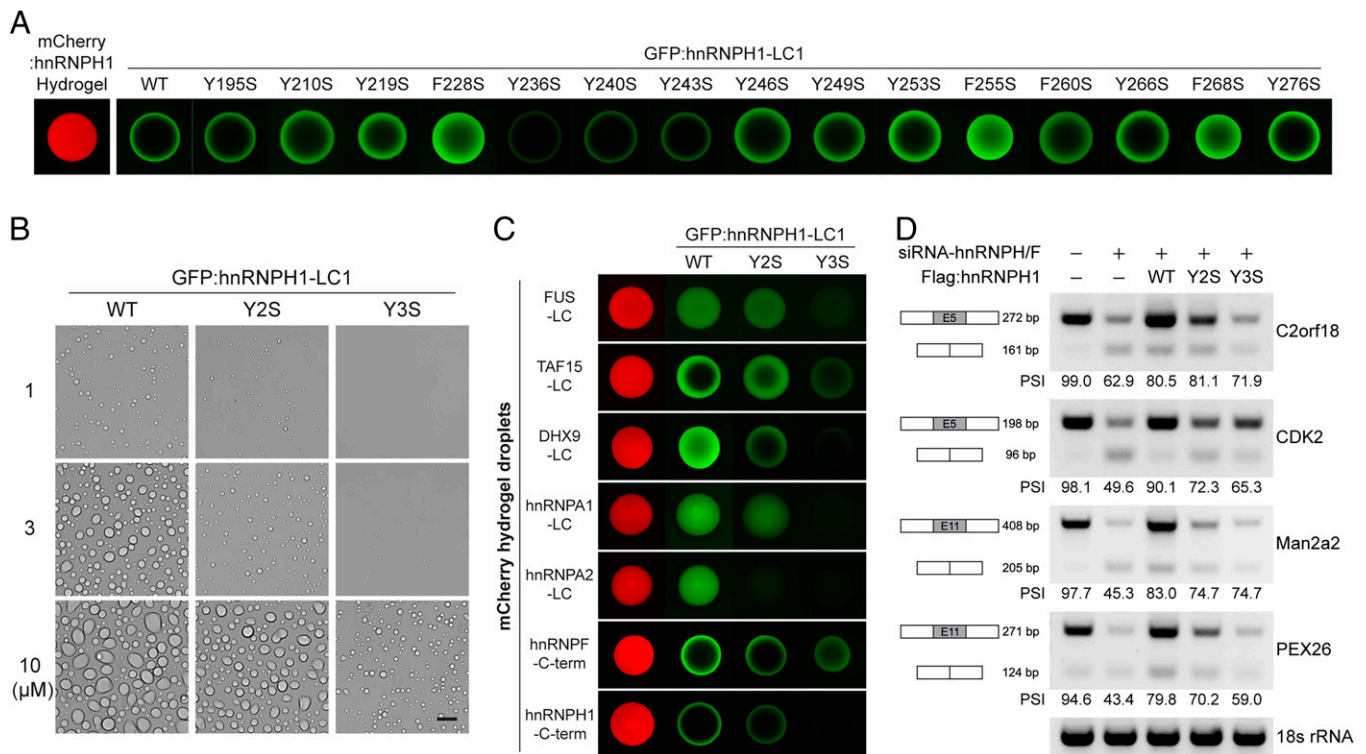 A
mCherry
:hnRNPH1
Hydrogel
GFP:hnRNPH1-LC1
WT Y195S Y210S Y219S F228S Y236S Y240S Y243S Y246S Y249S Y253S F255S F260S Y266S F268S Y276S
B
GFP:hnRNPH1-LC1
WT Y2S Y3S
1
3
10
(μM)
C
GFP:hnRNPH1-LC1
WT Y2S Y3S
mCherry hydrogel droplets
FUS
-LC
TAF15
-LC
DHX9
-LC
hnRNPA1
-LC
hnRNPA2
-LC
hnRNPF
-C-term
hnRNPH1
-C-term
D
siRNA-hnRNPH/F − + + + +
Flag:hnRNPH1 − − WT Y2S Y3S
E5 272 bp
161 bp
C2orf18
PSI 99.0 62.9 80.5 81.1 71.9
E5 198 bp
96 bp
CDK2
PSI 98.1 49.6 90.1 72.3 65.3
E11 408 bp
205 bp
Man2a2
PSI 97.7 45.3 83.0 74.7 74.7
E11 271 bp
124 bp
PEX26
PSI 94.6 43.4 79.8 70.2 59.0
18s rRNA